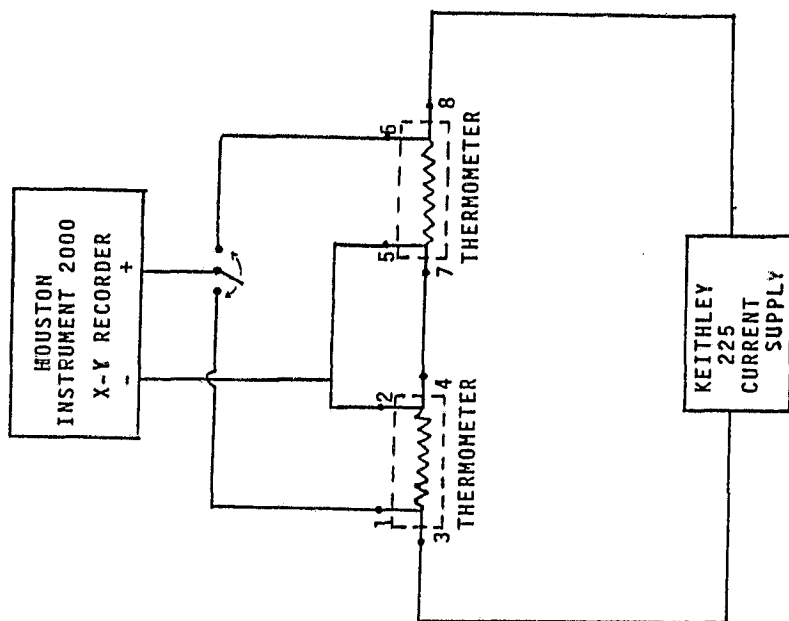 HOUSTON
INSTRUMENT 2000
X-Y RECORDER
- +
1
2
3
4
THERMOMETER
5
6
7
8
THERMOMETER
KEITHLEY
225
CURRENT
SUPPLY